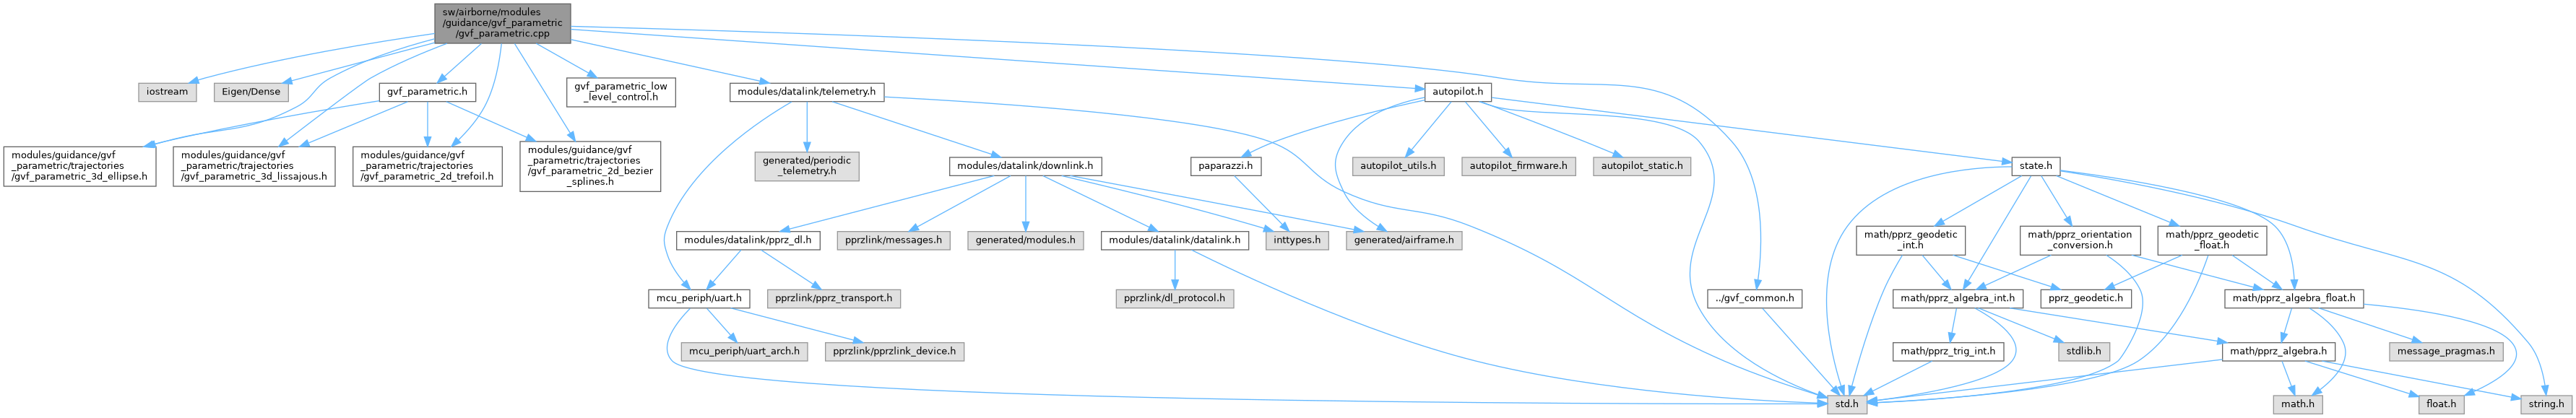 sw/airborne/modules
/guidance/gvf_parametric
/gvf_parametric.cpp
iostream
Eigen/Dense
gvf_parametric.h
gvf_parametric_low
_level_control.h
modules/datalink/telemetry.h
autopilot.h
modules/guidance/gvf
_parametric/trajectories
/gvf_parametric_3d_ellipse.h
modules/guidance/gvf
_parametric/trajectories
/gvf_parametric_3d_lissajous.h
modules/guidance/gvf
_parametric/trajectories
/gvf_parametric_2d_trefoil.h
modules/guidance/gvf
_parametric/trajectories
/gvf_parametric_2d_bezier
_splines.h
generated/periodic
_telemetry.h
modules/datalink/downlink.h
paparazzi.h
autopilot_utils.h
autopilot_firmware.h
autopilot_static.h
state.h
modules/datalink/pprz_dl.h
pprzlink/messages.h
generated/modules.h
modules/datalink/datalink.h
inttypes.h
generated/airframe.h
math/pprz_geodetic
_int.h
math/pprz_orientation
_conversion.h
math/pprz_geodetic
_float.h
mcu_periph/uart.h
pprzlink/pprz_transport.h
pprzlink/dl_protocol.h
../gvf_common.h
math/pprz_algebra_int.h
pprz_geodetic.h
math/pprz_algebra_float.h
mcu_periph/uart_arch.h
pprzlink/pprzlink_device.h
math/pprz_trig_int.h
stdlib.h
math/pprz_algebra.h
message_pragmas.h
std.h
math.h
float.h
string.h